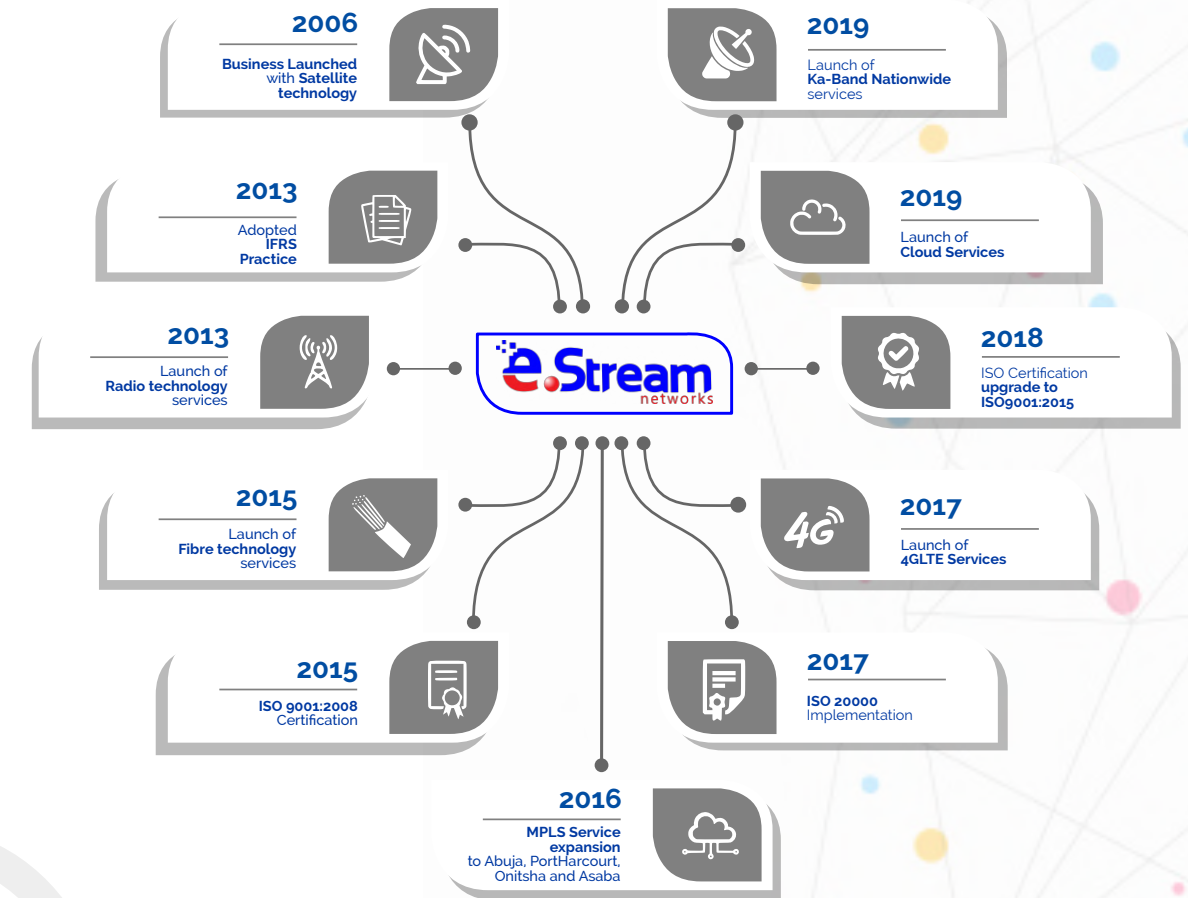 2006
Business Launched
with Satellite
technology
2013
Adopted
IFRS
Practice
2013
Launch of
Radio technology
services
2015
Launch of
Fibre technology
services
2015
ISO 9001:2008
Certification
2016
MPLS Service
expansion
to Abuja, PortHarcourt,
Onitsha and Asaba
2017
ISO 20000
Implementation
2017
Launch of
4GLTE Services
4G
2018
ISO Certification
upgrade to
ISO9001:2015
2019
Launch of
Cloud Services
2019
Launch of
Ka-Band Nationwide
services
e.Stream
networks